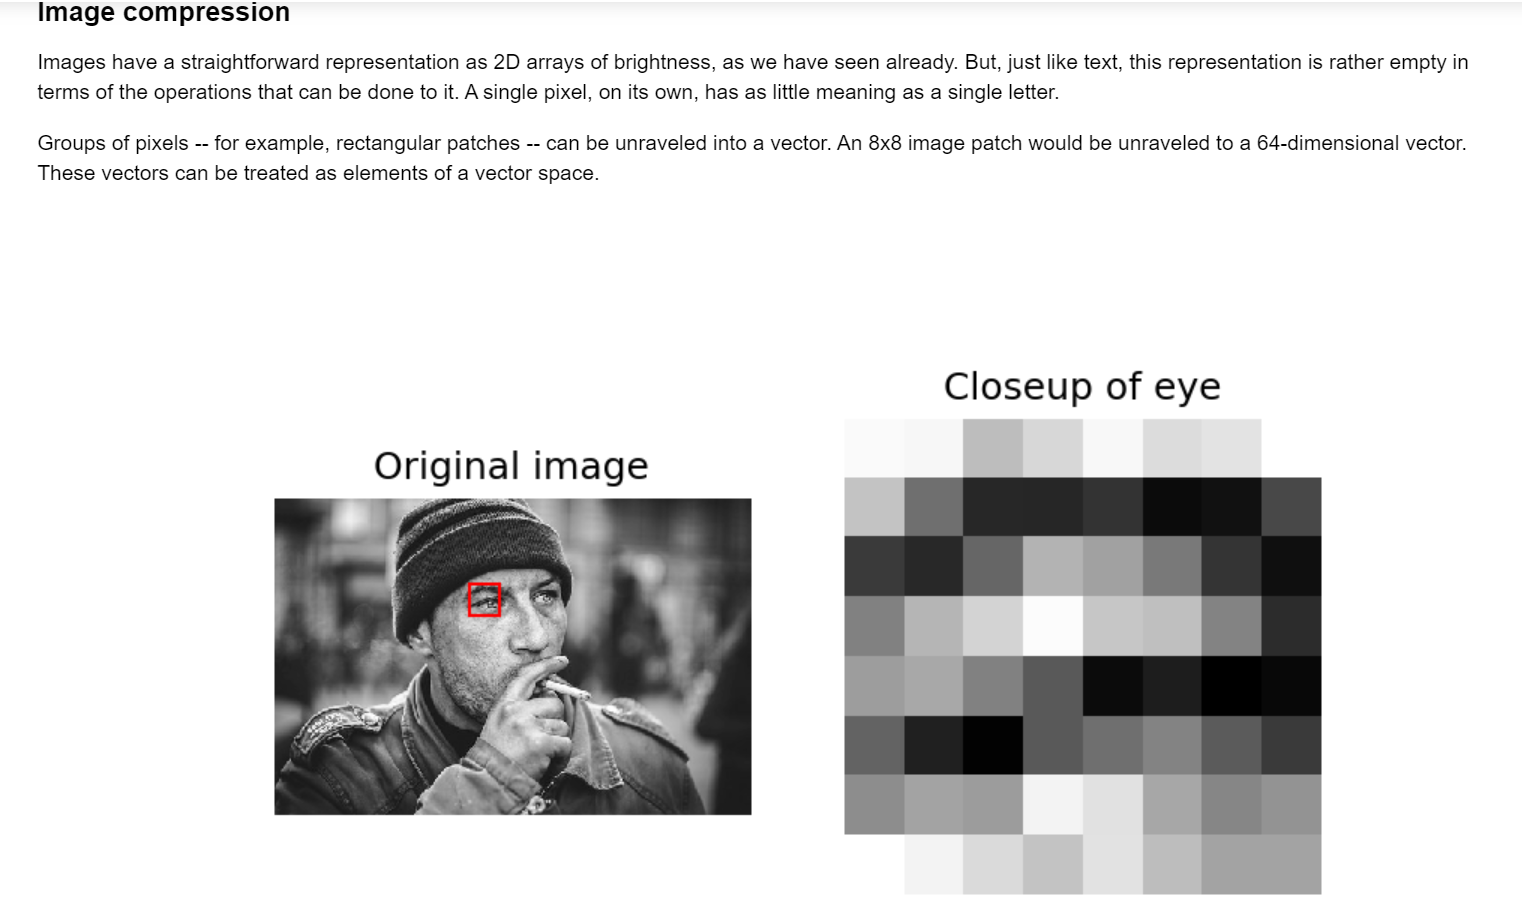 Image compression
Images have a straightforward representation as 2D arrays of brightness, as we have seen already. But, just like text, this representation is rather empty in
terms of the operations that can be done to it. A single pixel, on its own, has as little meaning as a single letter.
Groups of pixels -- for example, rectangular patches -- can be unraveled into a vector. An 8x8 image patch would be unraveled to a 64-dimensional vector.
These vectors can be treated as elements of a vector space.
Closeup of eye
Original image